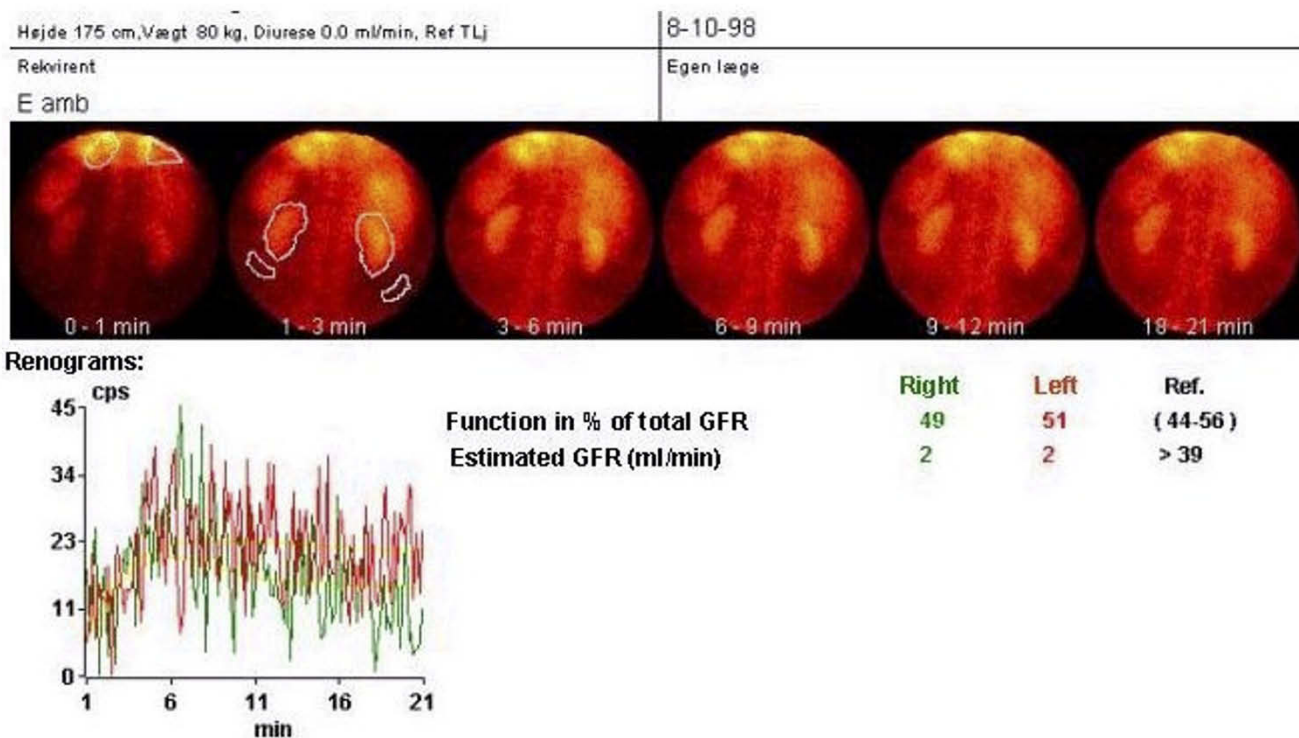 Højde 175 cm,Vægt 80 kg, Diurese 0.0 ml/min, Ref TLj
8-10-98
Rekvirent
Egen læge
E amb
0 - 1 min
1 - 3 min
3 - 6 min
6 - 9 min
9 - 12 min
18 - 21 min
Renograms:
cps
45
34
23
11
0
1 6 11 16 21
min
Right Left Ref.
Function in % of total GFR 49 51 ( 44-56 )
Estimated GFR (ml/min) 2 2 > 39